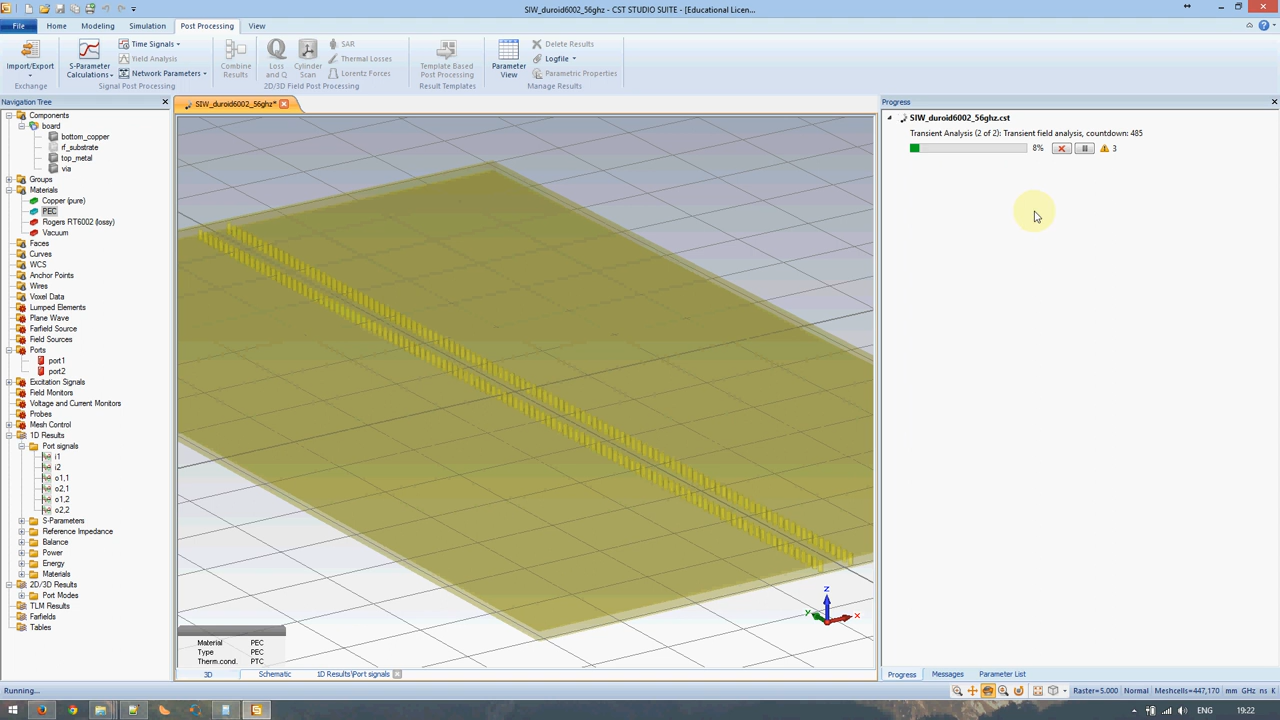 SIW_duroid6002_56ghz - CST STUDIO SUITE - [Educational Licen...
File
Home
Modeling
Simulation
Post Processing
View
Import/Export
Exchange
S-Parameter
Calculations
Time Signals
Field Analysis
Network Parameters
Signal Post Processing
Combine
Results
Loss
and Q
Cylinder
Scan
SAR
Thermal Losses
Lorentz Forces
2D/3D Field Post Processing
Template Based
Post Processing
Result Templates
Parameter
View
Delete Results
Logfile
Parametric Properties
Manage Results
Navigation Tree
Components
board
bottom_copper
rf_substrate
top_metal
via
Groups
Materials
Copper (pure)
PEC
Rogers RT6002 (lossy)
Vacuum
Faces
Curves
WCS
Anchor Points
Wires
Voxel Data
Lumped Elements
Plane Wave
Farfield Source
Field Sources
Ports
port1
port2
Excitation Signals
Field Monitors
Voltage and Current Monitors
Probes
Mesh Control
1D Results
Port signals
i1
i2
o1,1
o2,1
o1,2
o2,2
S-Parameters
Reference Impedance
Balance
Power
Energy
Materials
2D/3D Results
Port Modes
TLM Results
Farfields
Tables
SIW_duroid6002_56ghz*
z
y
x
Material PEC
Type PEC
Therm.cond. PTC
3D
Schematic
1D Results\Port signals
Progress
SIW_duroid6002_56ghz.cst
Transient Analysis (2 of 2): Transient field analysis, countdown: 485
8%
3
Progress
Messages
Parameter List
Running...
Raster=5.000 Normal Meshcells=447,170 mm GHz ns K
ENG
19:22